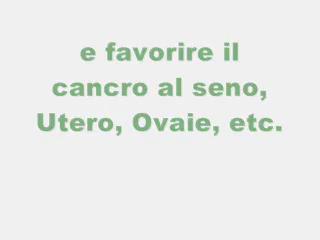 e favorire il
cancro al seno,
Utero, Ovaie, etc.